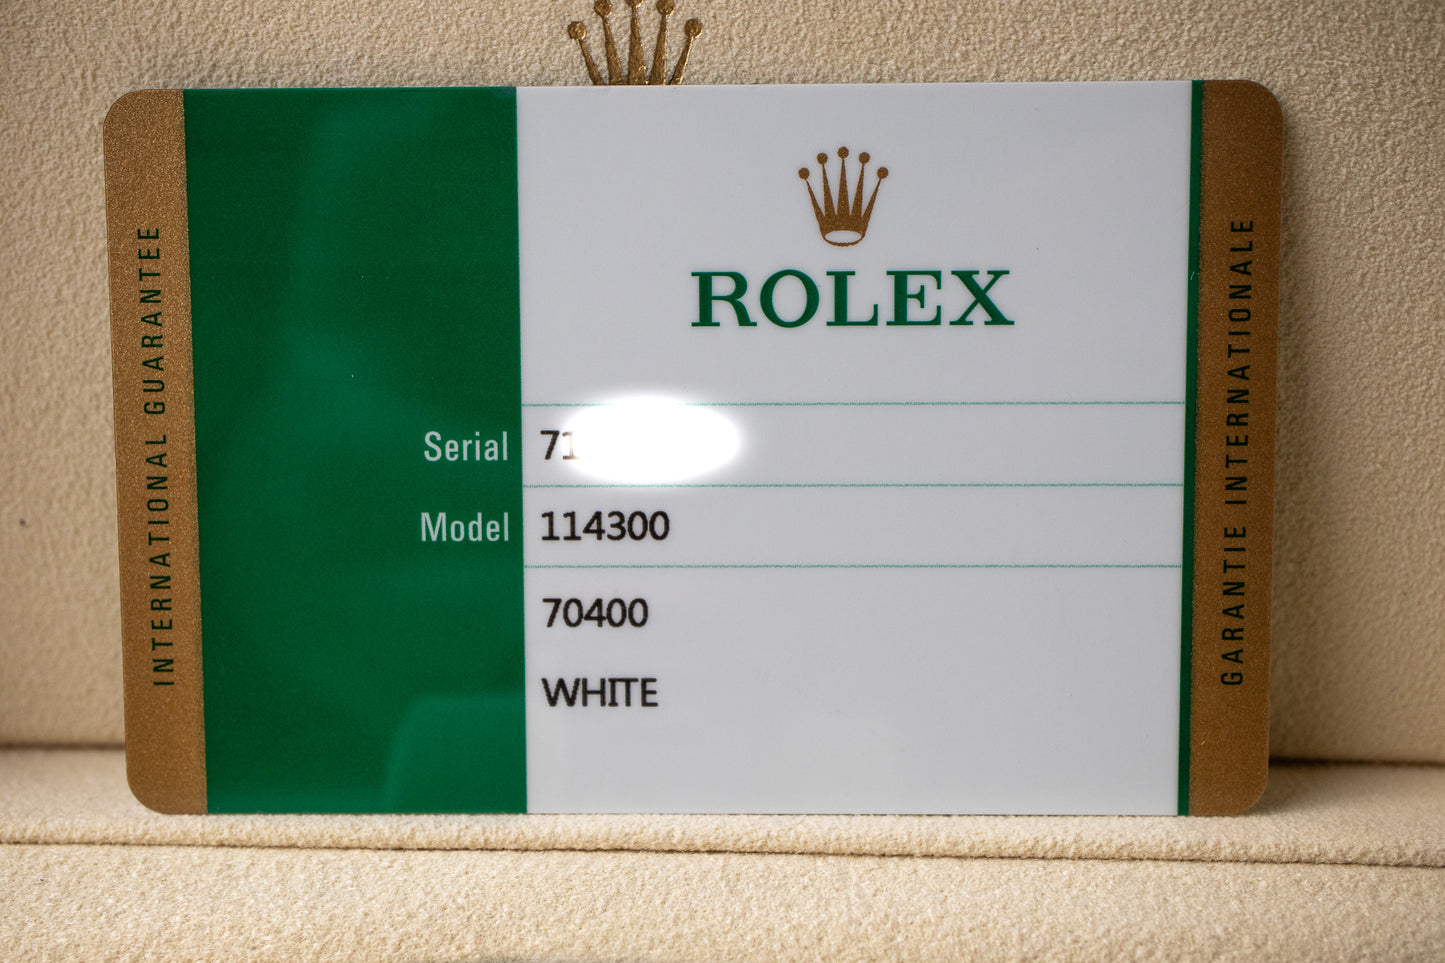 INTERNATIONAL GUARANTEE
ROLEX
Serial 71
Model 114300
70400
WHITE
GARANTIE INTERNATIONALE